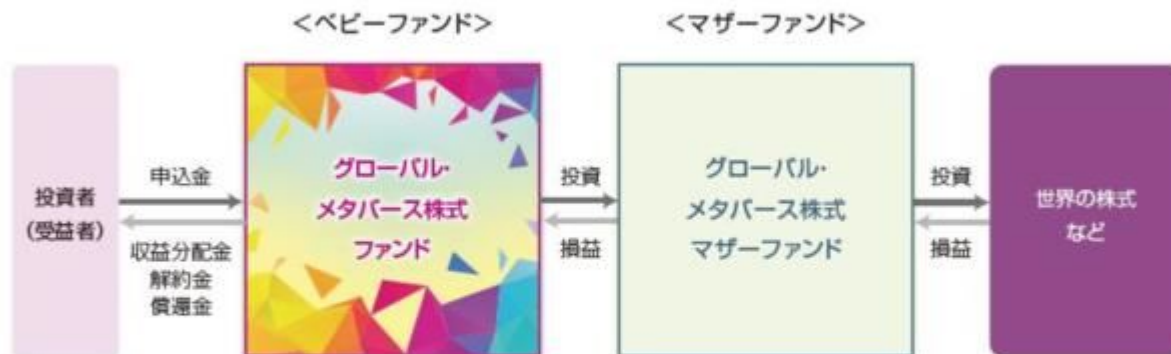 <ベビーファンド>
<マザーファンド>
投資者
(受益者)
申込金
収益分配金
解約金
償還金
グローバル・
メタバース株式
ファンド
投資
損益
グローバル・
メタバース株式
マザーファンド
投資
損益
世界の株式
など